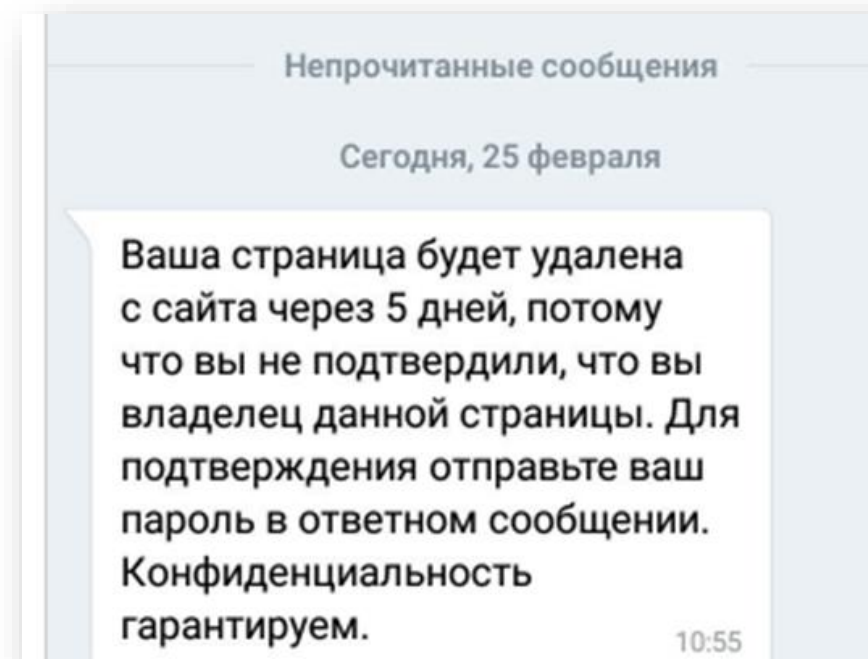 Непрочитанные сообщения
Сегодня, 25 февраля
Ваша страница будет удалена
с сайта через 5 дней, потому
что вы не подтвердили, что вы
владелец данной страницы. Для
подтверждения отправьте ваш
пароль в ответном сообщении.
Конфиденциальность
гарантируем.
10:55